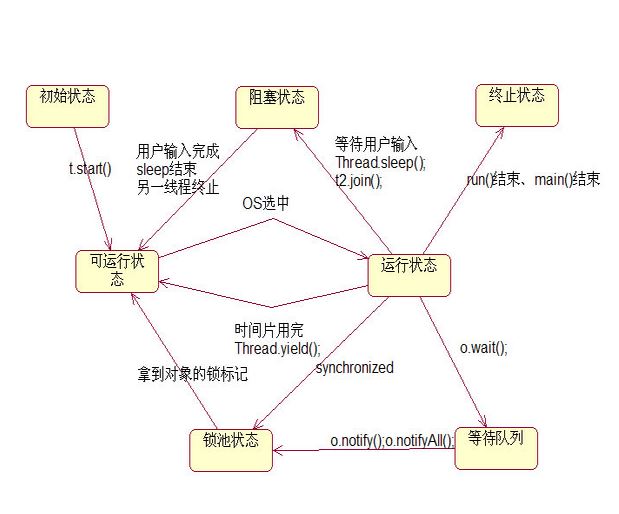 初始状态
阻塞状态
终止状态
用户输入完成
sleep结束
另一线程终止
等待用户输入
Thread.sleep();
t2.join();
t.start()
run()结束、main()结束
OS选中
可运行状
态
运行状态
时间片用完
Thread.yield();
synchronized
o.wait();
拿到对象的锁标记
锁池状态
o.notify();o.notifyAll();
等待队列